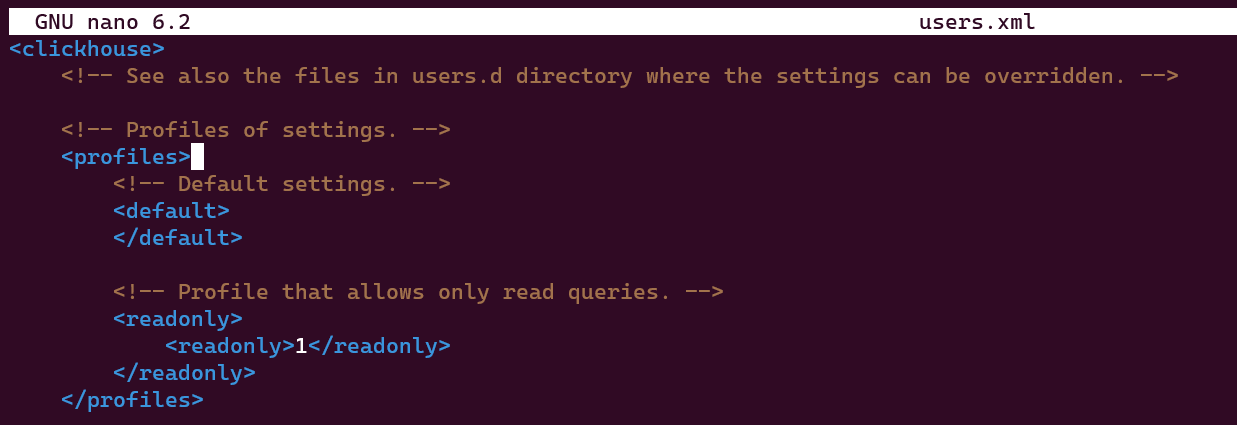 GNU nano 6.2 users.xml
<clickhouse>
<!-- See also the files in users.d directory where the settings can be overridden. -->
<!-- Profiles of settings. -->
<profiles>
<!-- Default settings. -->
<default>
</default>
<!-- Profile that allows only read queries. -->
<readonly>
<readonly>1</readonly>
</readonly>
</profiles>